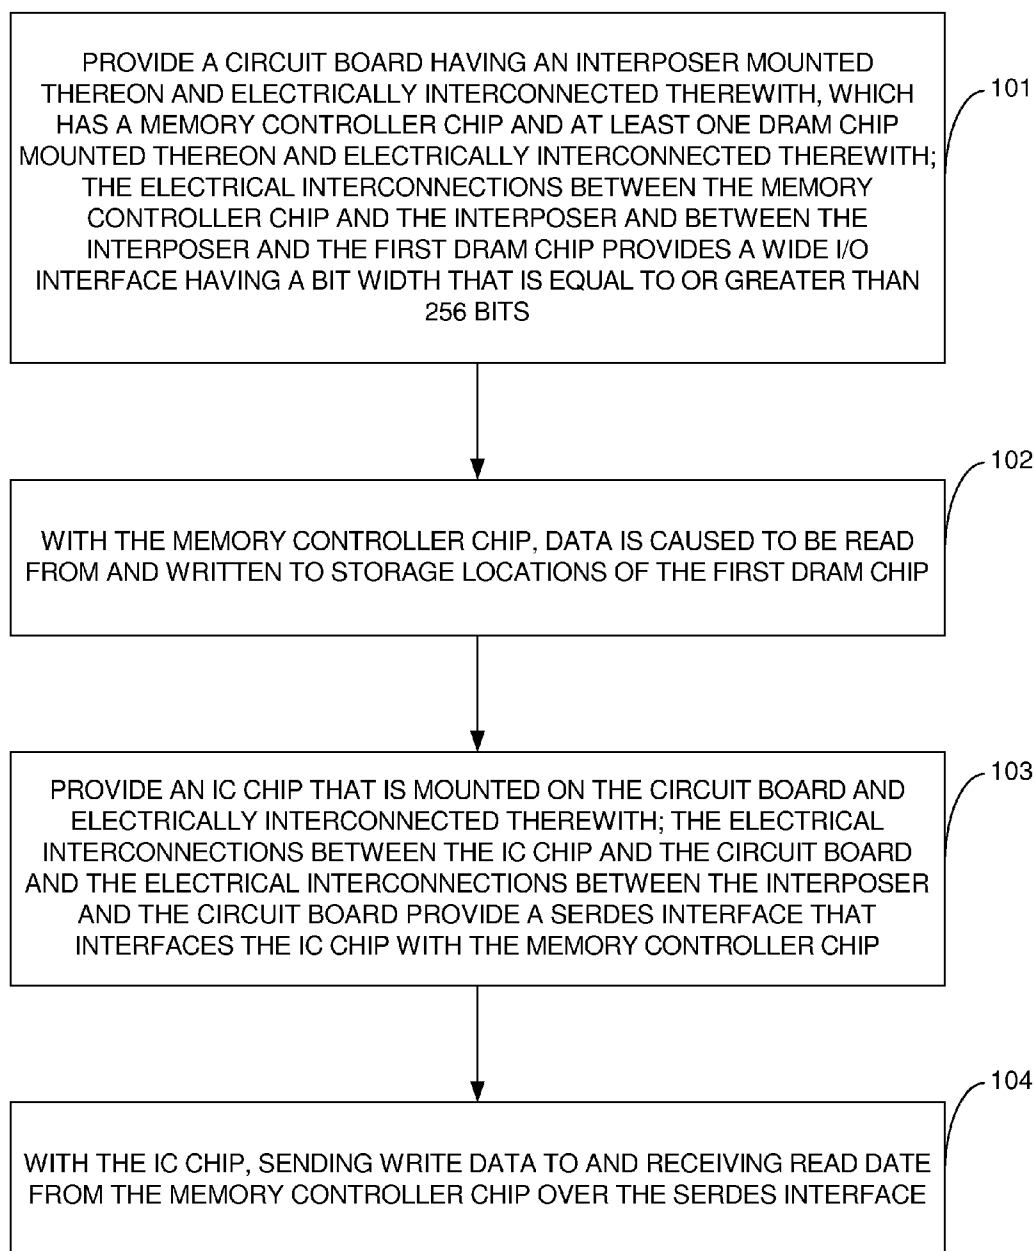 PROVIDE A CIRCUIT BOARD HAVING AN INTERPOSER MOUNTED
THEREON AND ELECTRICALLY INTERCONNECTED THEREWITH, WHICH
HAS A MEMORY CONTROLLER CHIP AND AT LEAST ONE DRAM CHIP
MOUNTED THEREON AND ELECTRICALLY INTERCONNECTED THEREWITH;
THE ELECTRICAL INTERCONNECTIONS BETWEEN THE MEMORY
CONTROLLER CHIP AND THE INTERPOSER AND BETWEEN THE
INTERPOSER AND THE FIRST DRAM CHIP PROVIDES A WIDE I/O
INTERFACE HAVING A BIT WIDTH THAT IS EQUAL TO OR GREATER THAN
256 BITS
101
WITH THE MEMORY CONTROLLER CHIP, DATA IS CAUSED TO BE READ
FROM AND WRITTEN TO STORAGE LOCATIONS OF THE FIRST DRAM CHIP
102
PROVIDE AN IC CHIP THAT IS MOUNTED ON THE CIRCUIT BOARD AND
ELECTRICALLY INTERCONNECTED THEREWITH; THE ELECTRICAL
INTERCONNECTIONS BETWEEN THE IC CHIP AND THE CIRCUIT BOARD
AND THE ELECTRICAL INTERCONNECTIONS BETWEEN THE INTERPOSER
AND THE CIRCUIT BOARD PROVIDE A SERDES INTERFACE THAT
INTERFACES THE IC CHIP WITH THE MEMORY CONTROLLER CHIP
103
WITH THE IC CHIP, SENDING WRITE DATA TO AND RECEIVING READ DATE
FROM THE MEMORY CONTROLLER CHIP OVER THE SERDES INTERFACE
104